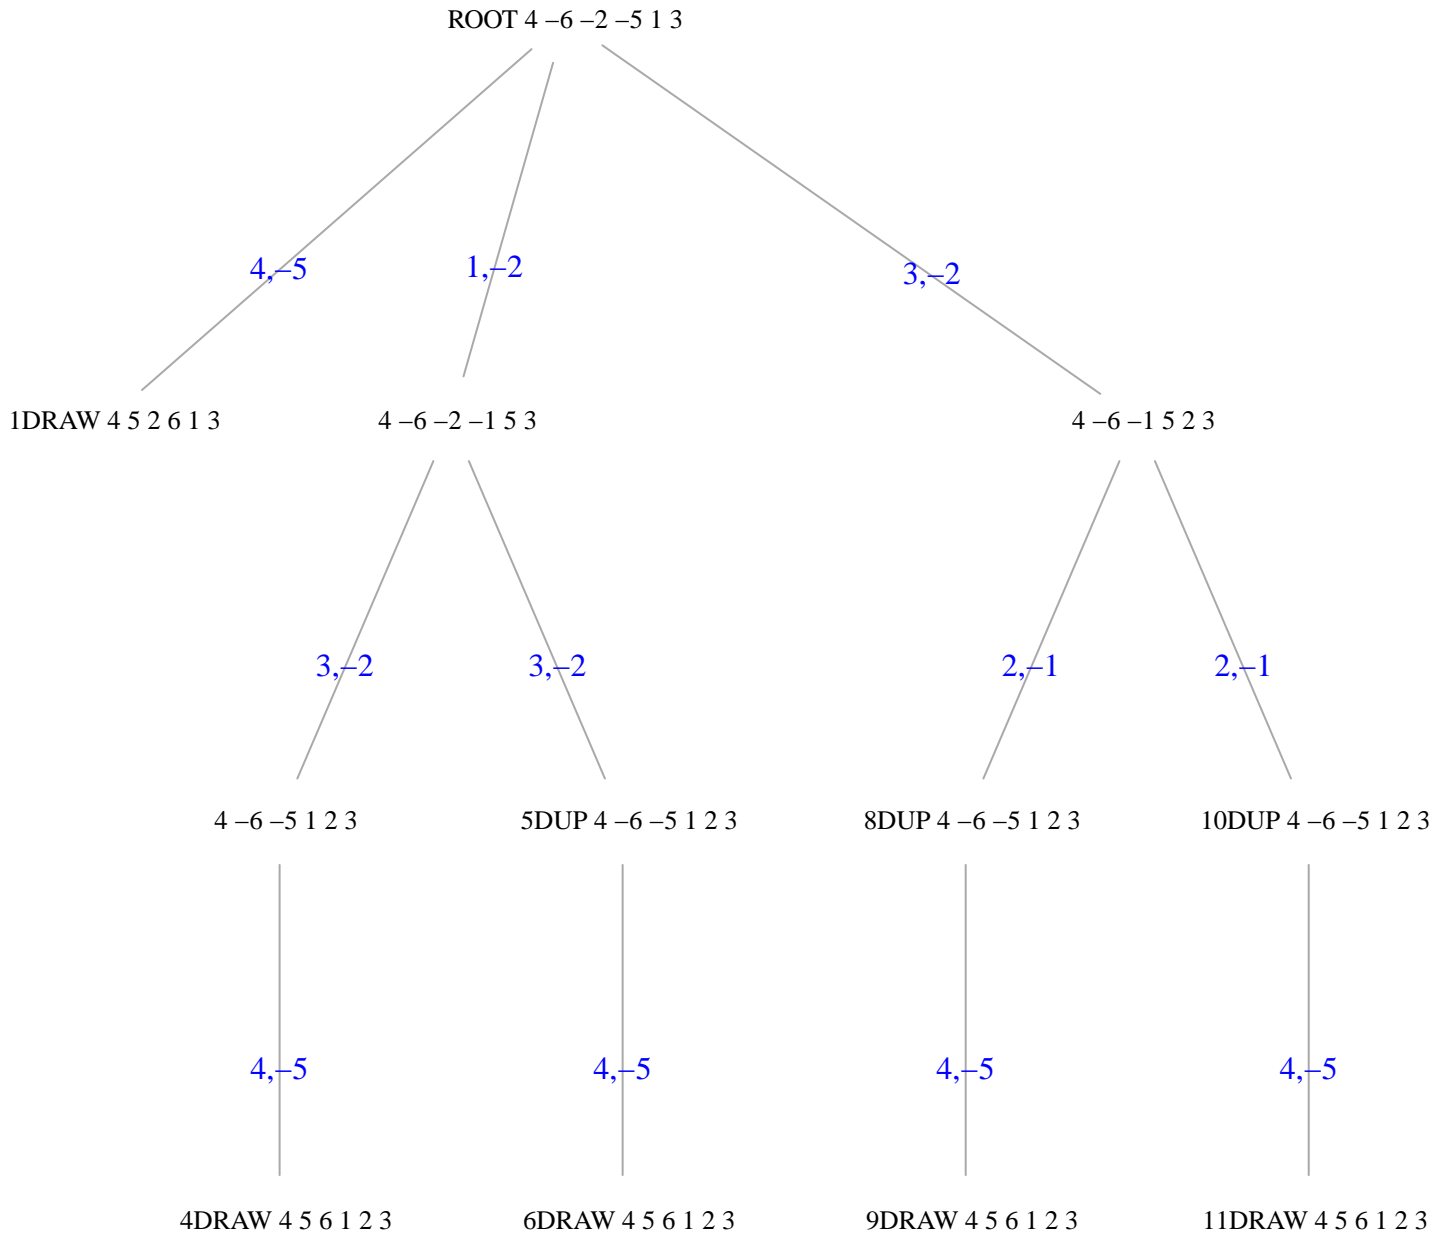 ROOT 4 –6 –2 –5 1 3
4,–5
1,–2
3,–2
1DRAW 4 5 2 6 1 3
4 –6 –2 –1 5 3
4 –6 –1 5 2 3
3,–2
3,–2
2,–1
2,–1
4 –6 –5 1 2 3
5DUP 4 –6 –5 1 2 3
8DUP 4 –6 –5 1 2 3
10DUP 4 –6 –5 1 2 3
4,–5
4,–5
4,–5
4,–5
4DRAW 4 5 6 1 2 3
6DRAW 4 5 6 1 2 3
9DRAW 4 5 6 1 2 3
11DRAW 4 5 6 1 2 3